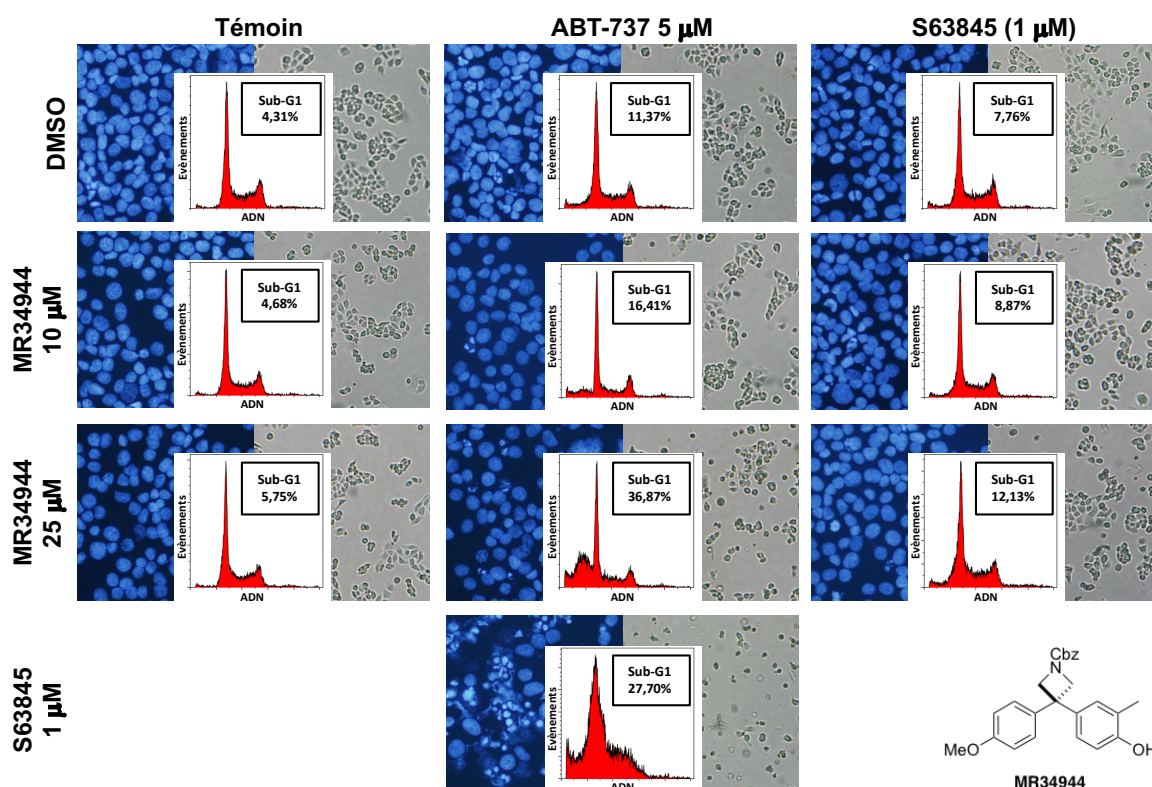 Témoin
ABT-737 5 µM
S63845 (1 µM)
DMSO
Evènements
Sub-G1
4,31%
ADN
Evènements
Sub-G1
11,37%
ADN
Evènements
Sub-G1
7,76%
ADN
MR34944
10 µM
Evènements
Sub-G1
4,68%
ADN
Evènements
Sub-G1
16,41%
ADN
Evènements
Sub-G1
8,87%
ADN
MR34944
25 µM
Evènements
Sub-G1
5,75%
ADN
Evènements
Sub-G1
36,87%
ADN
Evènements
Sub-G1
12,13%
ADN
S63845
1 µM
Evènements
Sub-G1
27,70%
ADN
Cbz
N
MeO
OH
MR34944